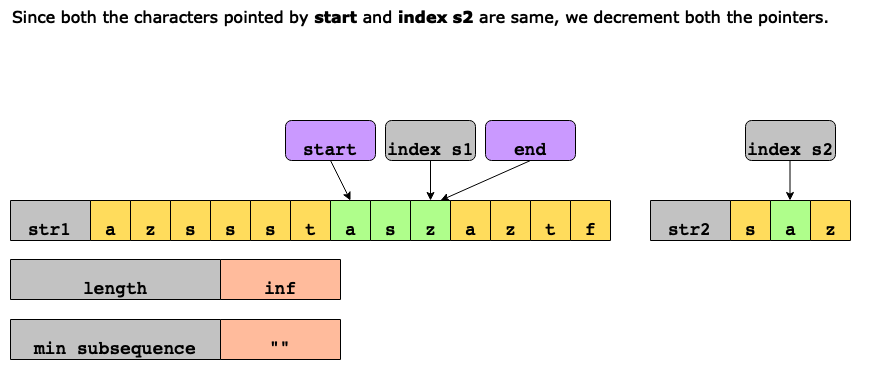 Since both the characters pointed by start and index s2 are same, we decrement both the pointers.
start index s1 end index s2
str1 a z s s s t a s z a z t f str2 s a z
length inf
min subsequence ""